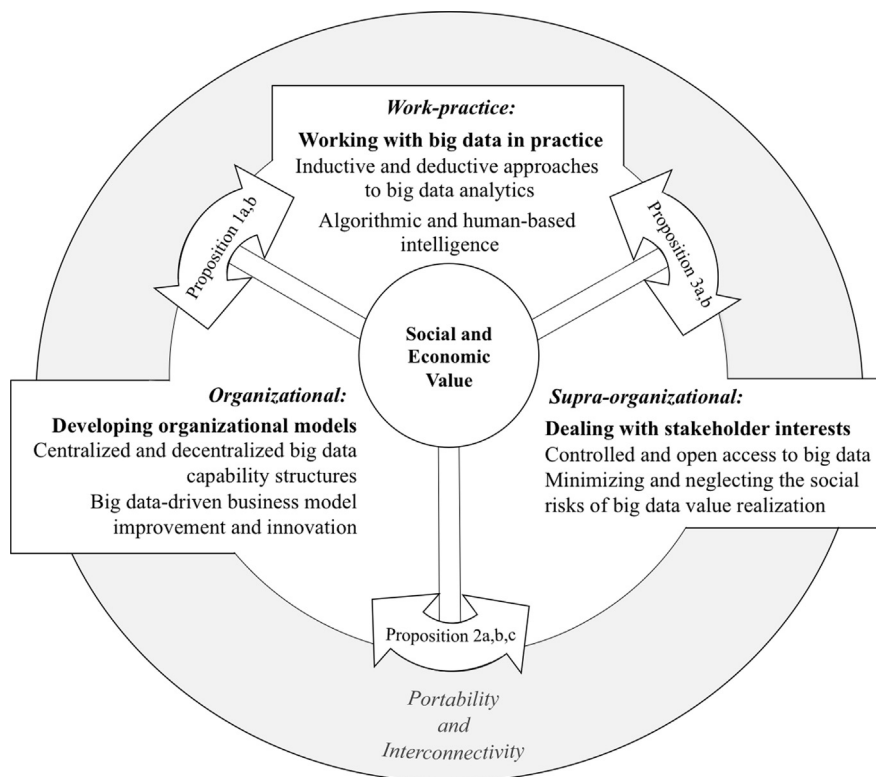 Work-practice:
Working with big data in practice
Inductive and deductive approaches
to big data analytics
Algorithmic and human-based
intelligence
Proposition 1a,b
Proposition 3a,b
Social and
Economic
Value
Organizational:
Developing organizational models
Centralized and decentralized big data
capability structures
Big data-driven business model
improvement and innovation
Supra-organizational:
Dealing with stakeholder interests
Controlled and open access to big data
Minimizing and neglecting the social
risks of big data value realization
Proposition 2a,b,c
Portability
and
Interconnectivity